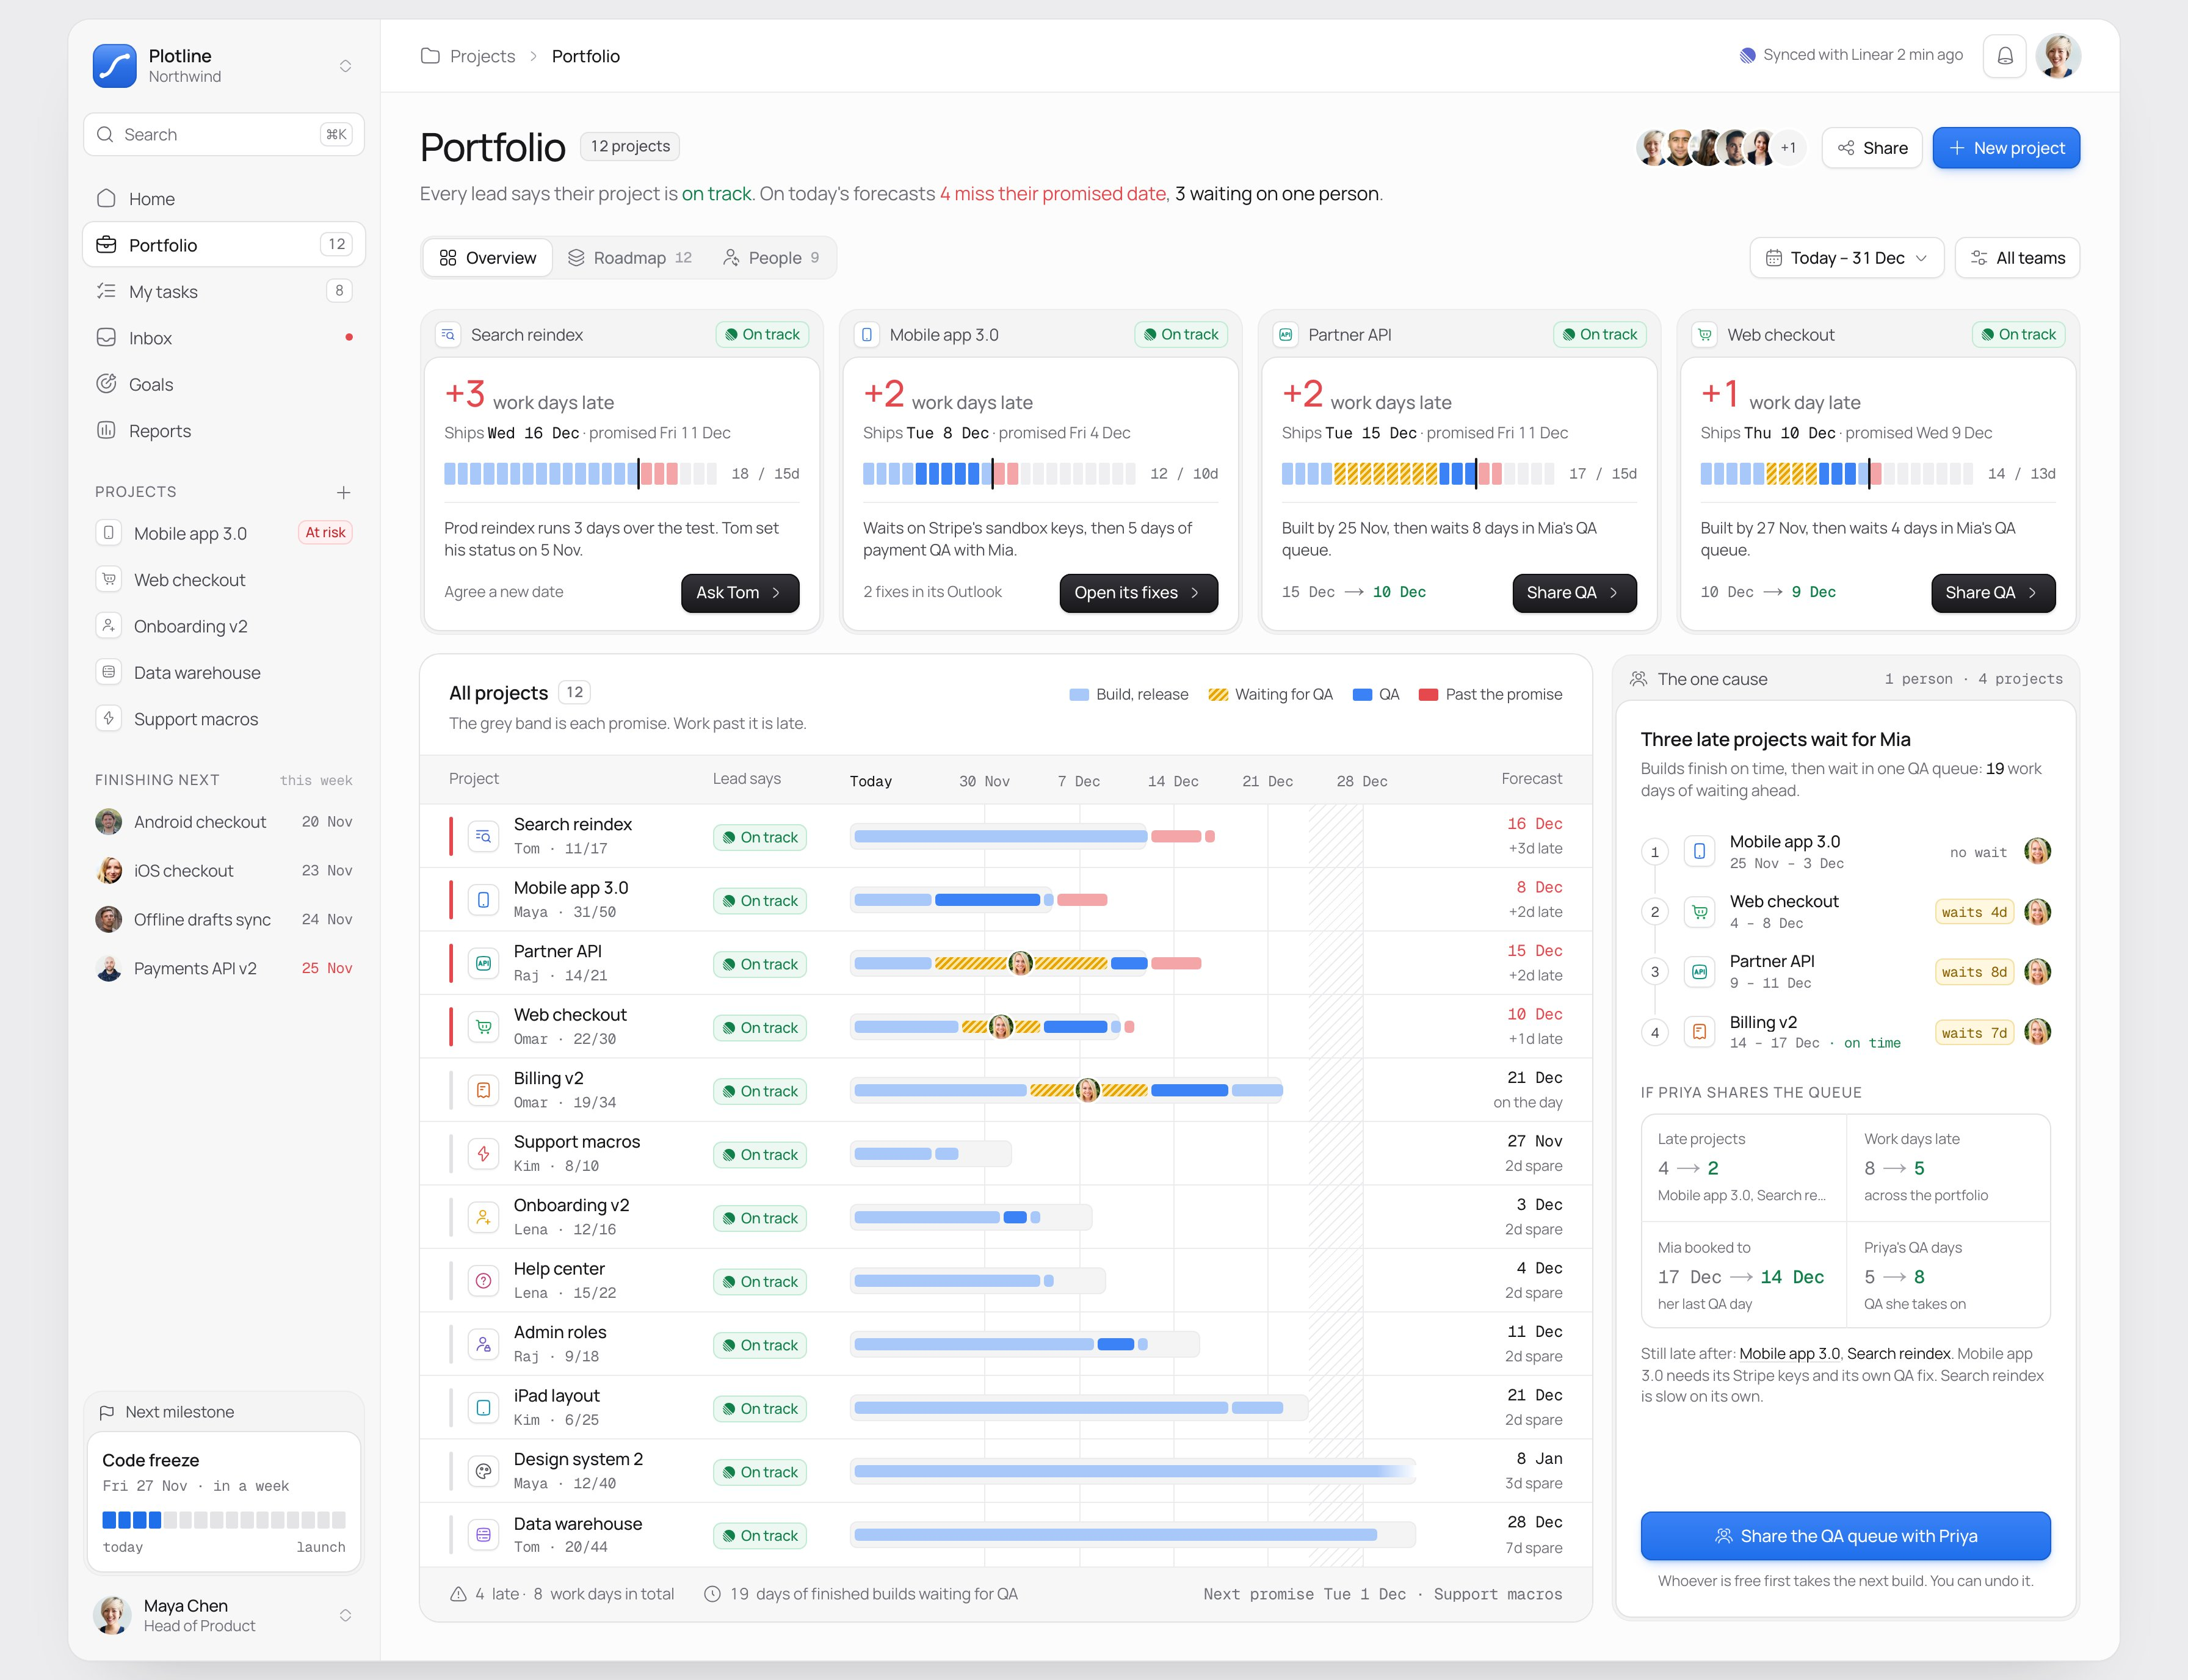 Plotline
Northwind
Search ⌘K
Home
Portfolio 12
My tasks 8
Inbox
Goals
Reports
PROJECTS
Mobile app 3.0 At risk
Web checkout
Onboarding v2
Data warehouse
Support macros
FINISHING NEXT this week
Android checkout 20 Nov
iOS checkout 23 Nov
Offline drafts sync 24 Nov
Payments API v2 25 Nov
Next milestone
Code freeze
Fri 27 Nov · in a week
today launch
Maya Chen
Head of Product
Projects Portfolio
Synced with Linear 2 min ago
Portfolio 12 projects
+1 Share New project
Every lead says their project is on track. On today's forecasts 4 miss their promised date, 3 waiting on one person.
Overview Roadmap 12 People 9
Today – 31 Dec All teams
Search reindex On track
+3 work days late
Ships Wed 16 Dec · promised Fri 11 Dec
18 / 15d
Prod reindex runs 3 days over the test. Tom set
his status on 5 Nov.
Agree a new date Ask Tom
Mobile app 3.0 On track
+2 work days late
Ships Tue 8 Dec · promised Fri 4 Dec
12 / 10d
Waits on Stripe's sandbox keys, then 5 days of
payment QA with Mia.
2 fixes in its Outlook Open its fixes
Partner API On track
+2 work days late
Ships Tue 15 Dec · promised Fri 11 Dec
17 / 15d
Built by 25 Nov, then waits 8 days in Mia's QA
queue.
15 Dec → 10 Dec Share QA
Web checkout On track
+1 work day late
Ships Thu 10 Dec · promised Wed 9 Dec
14 / 13d
Built by 27 Nov, then waits 4 days in Mia's QA
queue.
10 Dec → 9 Dec Share QA
All projects 12
Build, release Waiting for QA QA Past the promise
The grey band is each promise. Work past it is late.
Project Lead says Today 30 Nov 7 Dec 14 Dec 21 Dec 28 Dec Forecast
Search reindex On track 16 Dec
Tom · 11/17 +3d late
Mobile app 3.0 On track 8 Dec
Maya · 31/50 +2d late
API Partner API On track 15 Dec
Raj · 14/21 +2d late
Web checkout On track 10 Dec
Omar · 22/30 +1d late
Billing v2 On track 21 Dec
Omar · 19/34 on the day
Support macros On track 27 Nov
Kim · 8/10 2d spare
Onboarding v2 On track 3 Dec
Lena · 12/16 2d spare
Help center On track 4 Dec
Lena · 15/22 2d spare
Admin roles On track 11 Dec
Raj · 9/18 2d spare
iPad layout On track 21 Dec
Kim · 6/25 2d spare
Design system 2 On track 8 Jan
Maya · 12/40 3d spare
Data warehouse On track 28 Dec
Tom · 20/44 7d spare
4 late · 8 work days in total 19 days of finished builds waiting for QA Next promise Tue 1 Dec · Support macros
The one cause 1 person · 4 projects
Three late projects wait for Mia
Builds finish on time, then wait in one QA queue: 19 work
days of waiting ahead.
1 Mobile app 3.0 no wait
25 Nov – 3 Dec
2 Web checkout waits 4d
4 – 8 Dec
3 API Partner API waits 8d
9 – 11 Dec
4 Billing v2 waits 7d
14 – 17 Dec · on time
IF PRIYA SHARES THE QUEUE
Late projects
4 → 2
Mobile app 3.0, Search re...
Work days late
8 → 5
across the portfolio
Mia booked to
17 Dec → 14 Dec
her last QA day
Priya's QA days
5 → 8
QA she takes on
Still late after: Mobile app 3.0, Search reindex. Mobile app
3.0 needs its Stripe keys and its own QA fix. Search reindex
is slow on its own.
Share the QA queue with Priya
Whoever is free first takes the next build. You can undo it.